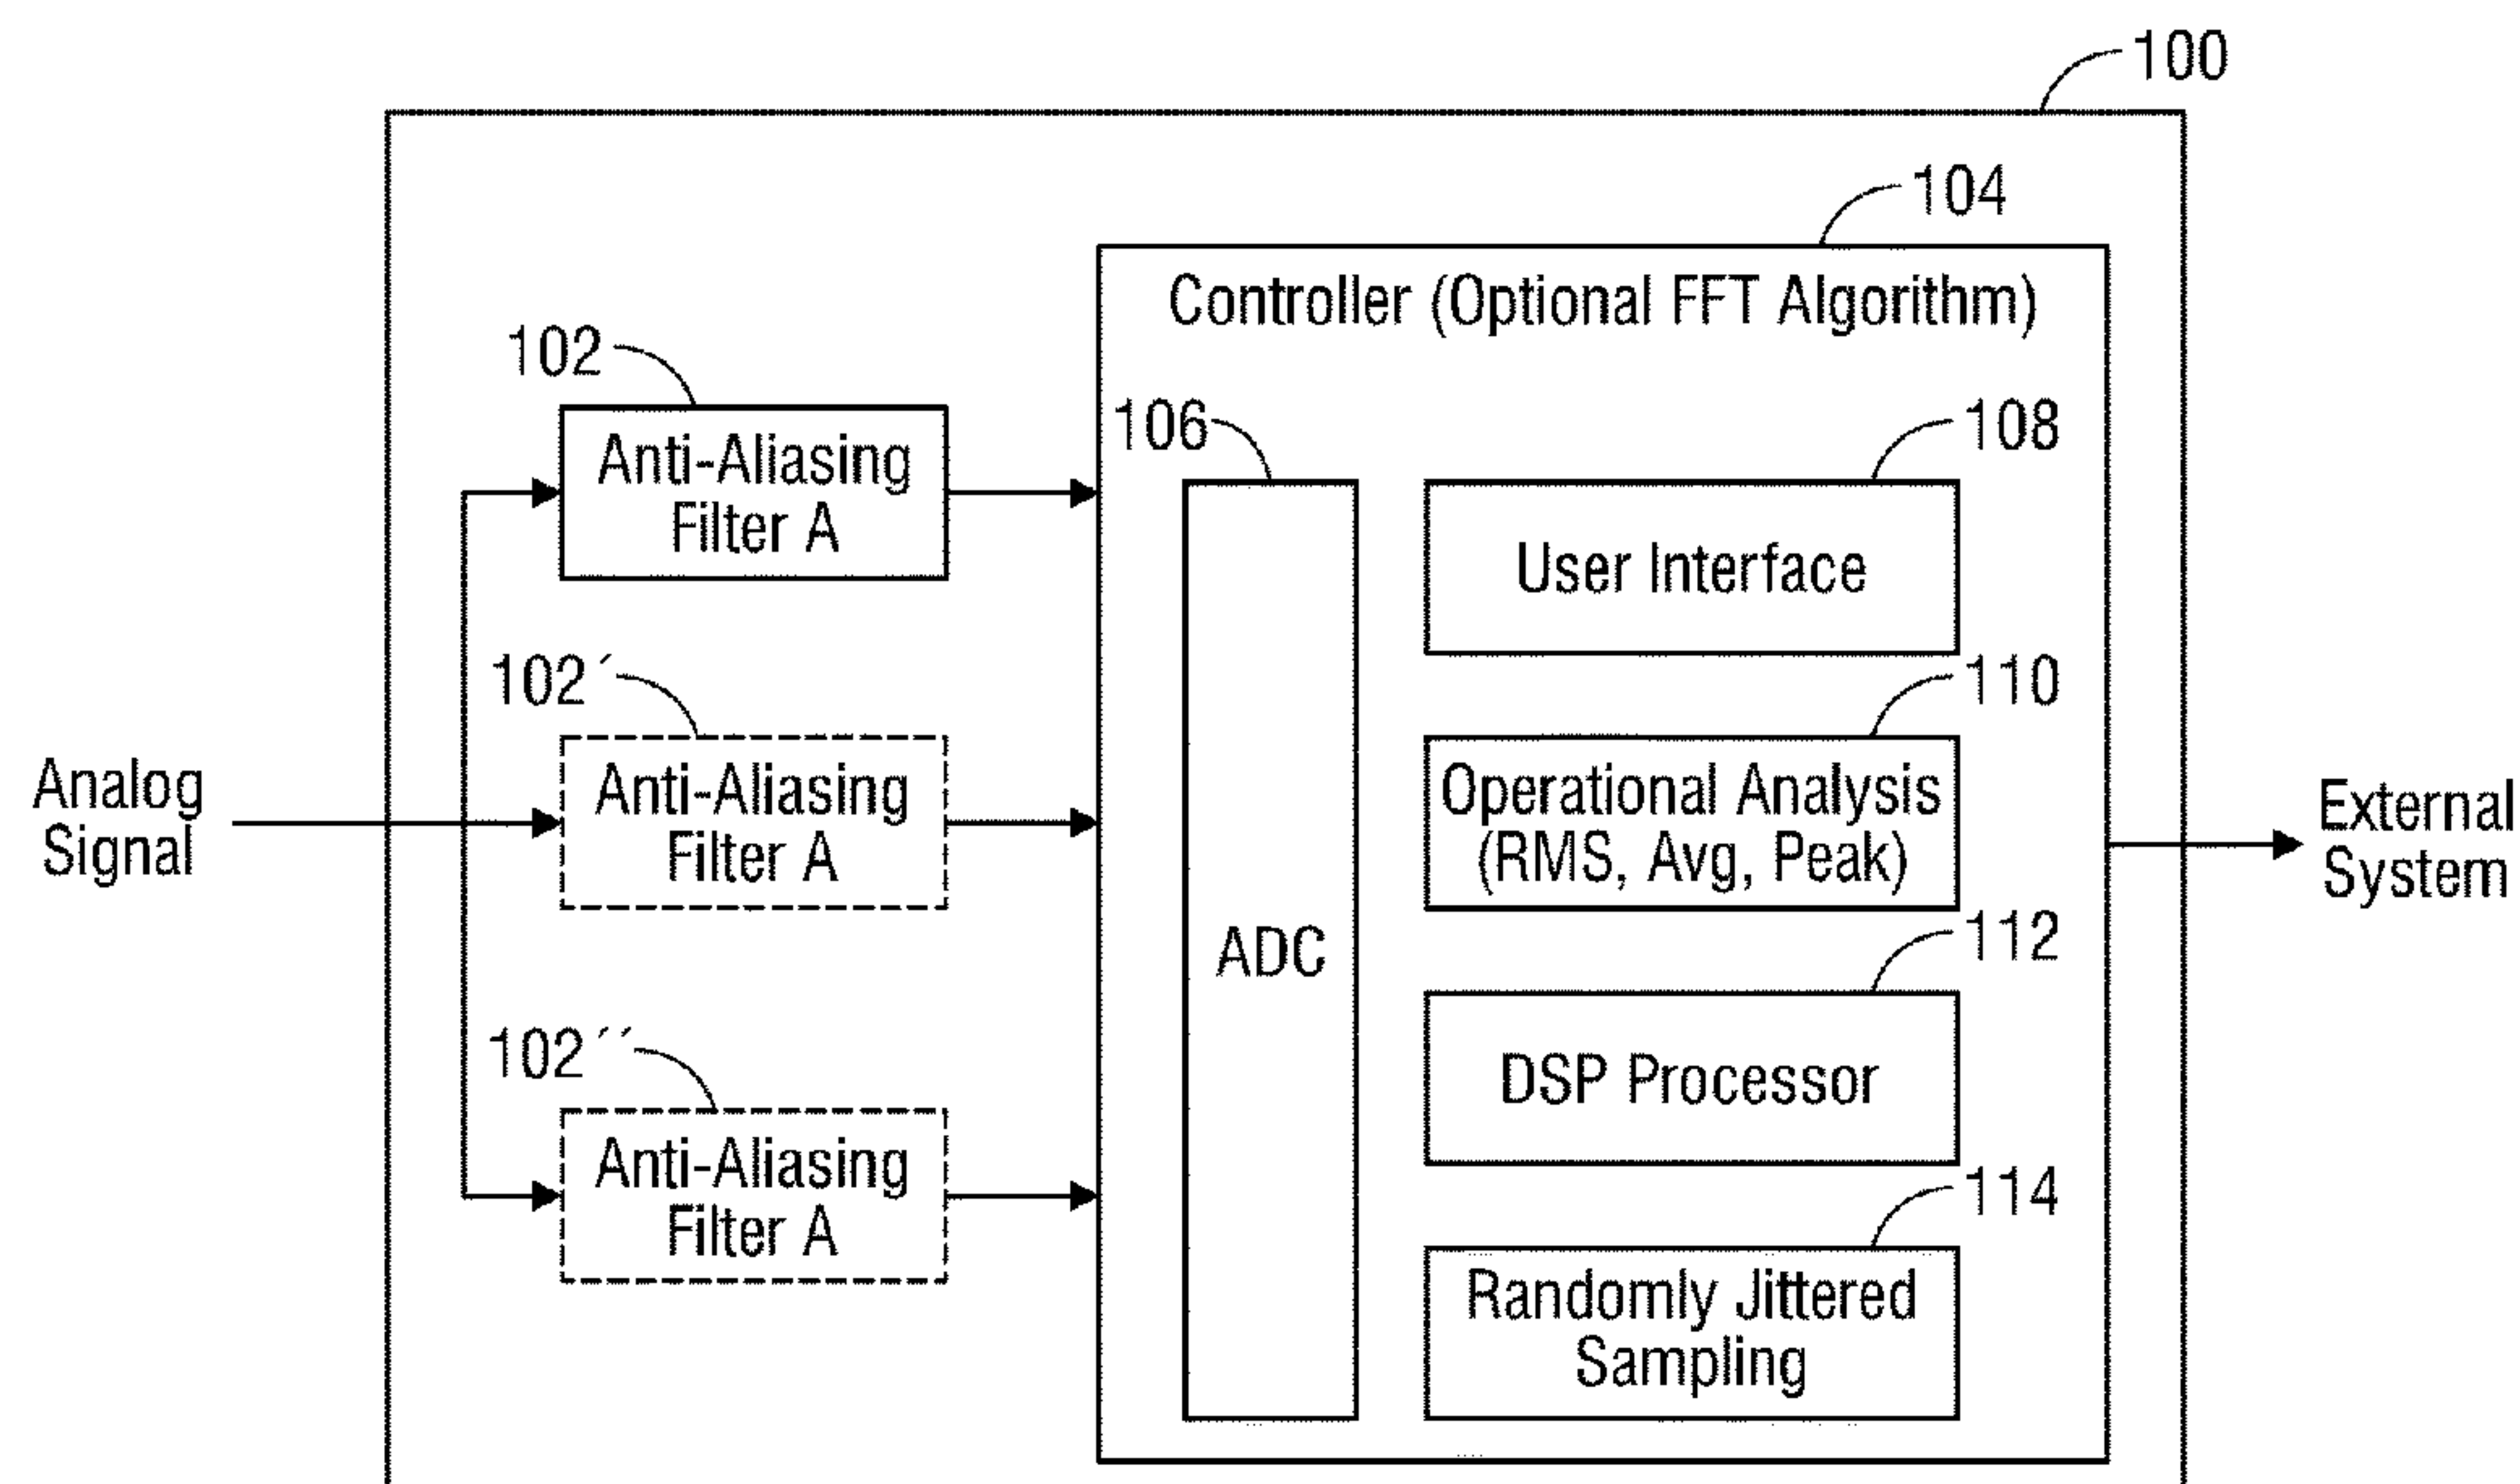 100
104
Controller (Optional FFT Algorithm)
102
Anti-Aliasing
Filter A
106
108
User Interface
102´
Anti-Aliasing
Filter A
110
Operational Analysis
(RMS, Avg, Peak)
Analog
Signal
External
System
ADC
112
DSP Processor
102´´
Anti-Aliasing
Filter A
114
Randomly Jittered
Sampling